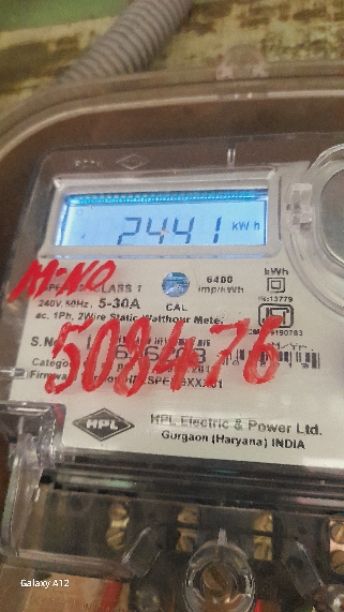 2441 kWh
M·NO
CLASS 1
6400
imp/kWh
kWh
240V, 50Hz, 5-30A
CAL
ac. 1Ph, 2Wire Static Watthour Meter
S.No.
508476
HPL
HPL Electric & Power Ltd.
Gurgaon (Haryana) INDIA
Galaxy A12